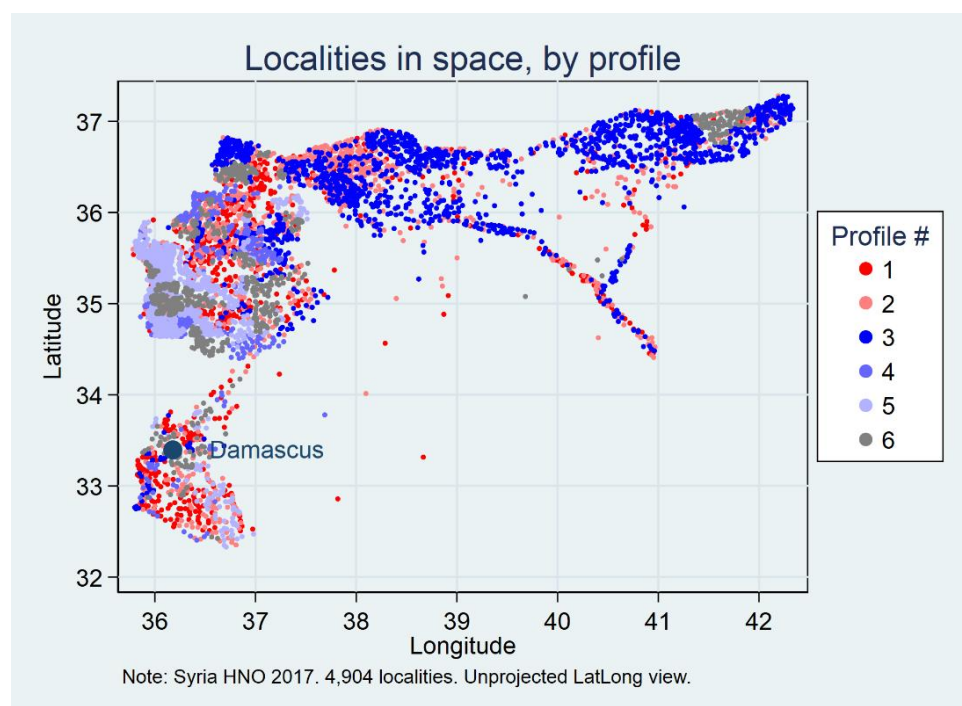 Localities in space, by profile
37
36
35
34
33
32
Latitude
Damascus
36 37 38 39 40 41 42
Longitude
Profile #
1
2
3
4
5
6
Note: Syria HNO 2017. 4,904 localities. Unprojected LatLong view.